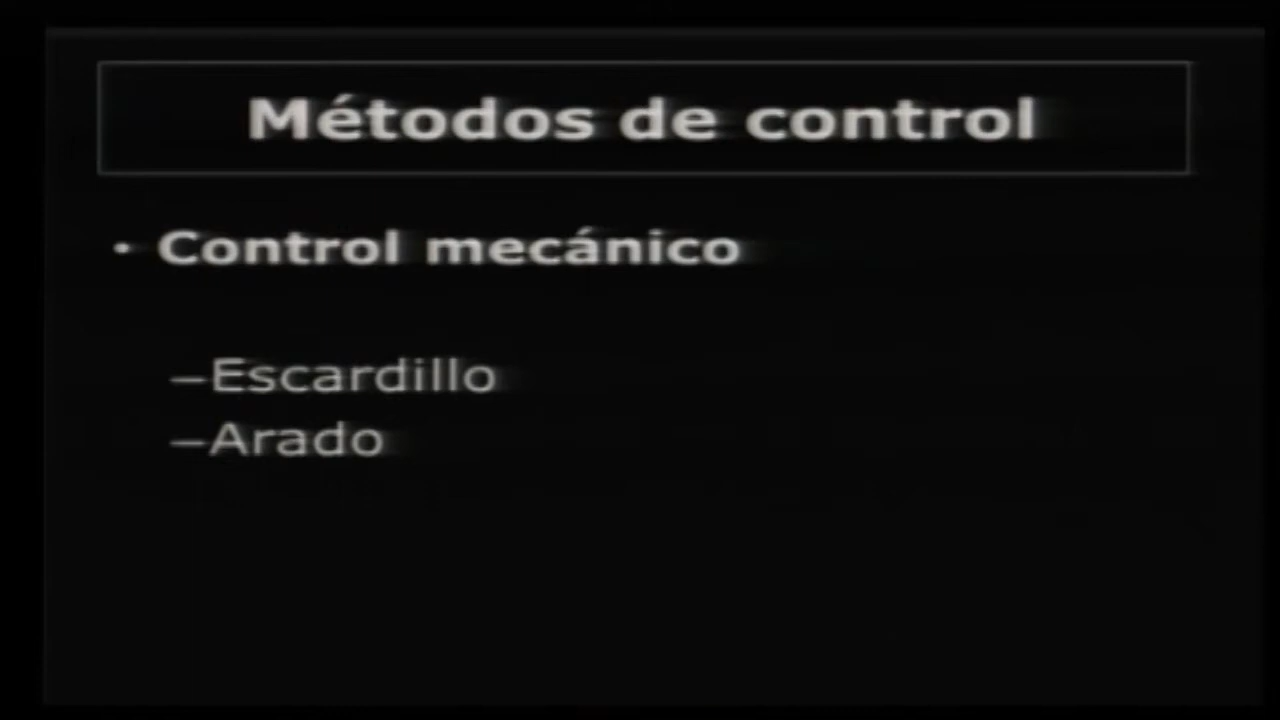 Métodos de control
• Control mecánico
–Escardillo
–Arado